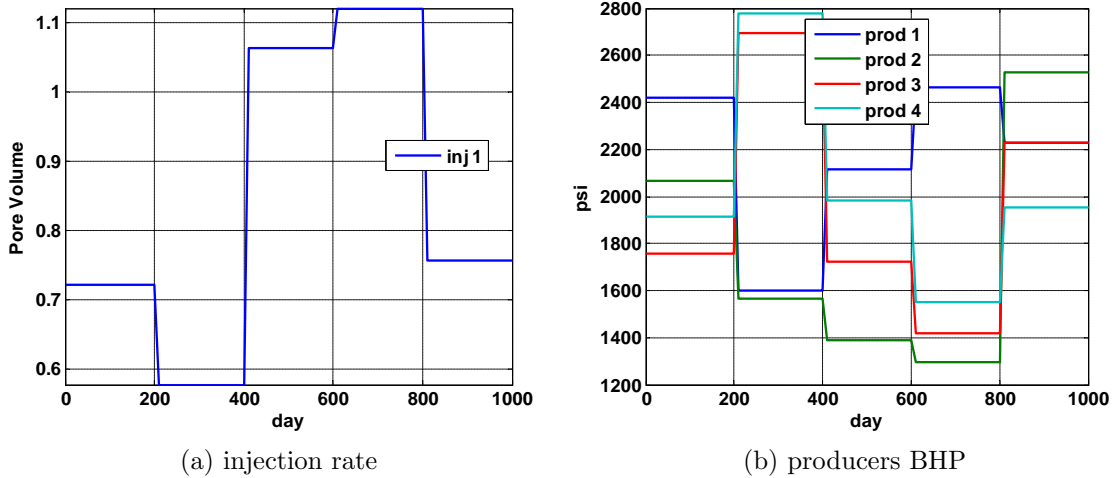 1.1
1
0.9
0.8
0.7
0.6
Pore Volume
inj 1
0 200 400 600 800 1000
day
(a) injection rate
2800
2600
2400
2200
2000
1800
1600
1400
1200
psi
prod 1
prod 2
prod 3
prod 4
0 200 400 600 800 1000
day
(b) producers BHP